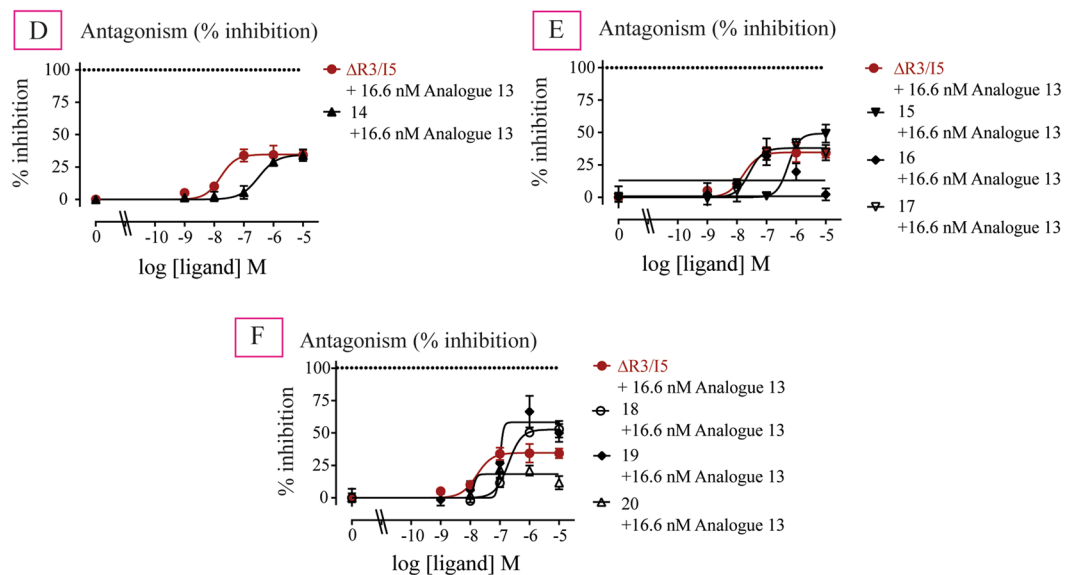 D Antagonism (% inhibition)
100
75
50
25
0
% inhibition
0 -10 -9 -8 -7 -6 -5
log [ligand] M
ΔR3/I5
+ 16.6 nM Analogue 13
14
+16.6 nM Analogue 13
E Antagonism (% inhibition)
100
75
50
25
0
% inhibition
0 -10 -9 -8 -7 -6 -5
log [ligand] M
ΔR3/I5
+ 16.6 nM Analogue 13
15
+16.6 nM Analogue 13
16
+16.6 nM Analogue 13
17
+16.6 nM Analogue 13
F Antagonism (% inhibition)
100
75
50
25
0
% inhibition
0 -10 -9 -8 -7 -6 -5
log [ligand] M
ΔR3/I5
+ 16.6 nM Analogue 13
18
+16.6 nM Analogue 13
19
+16.6 nM Analogue 13
20
+16.6 nM Analogue 13